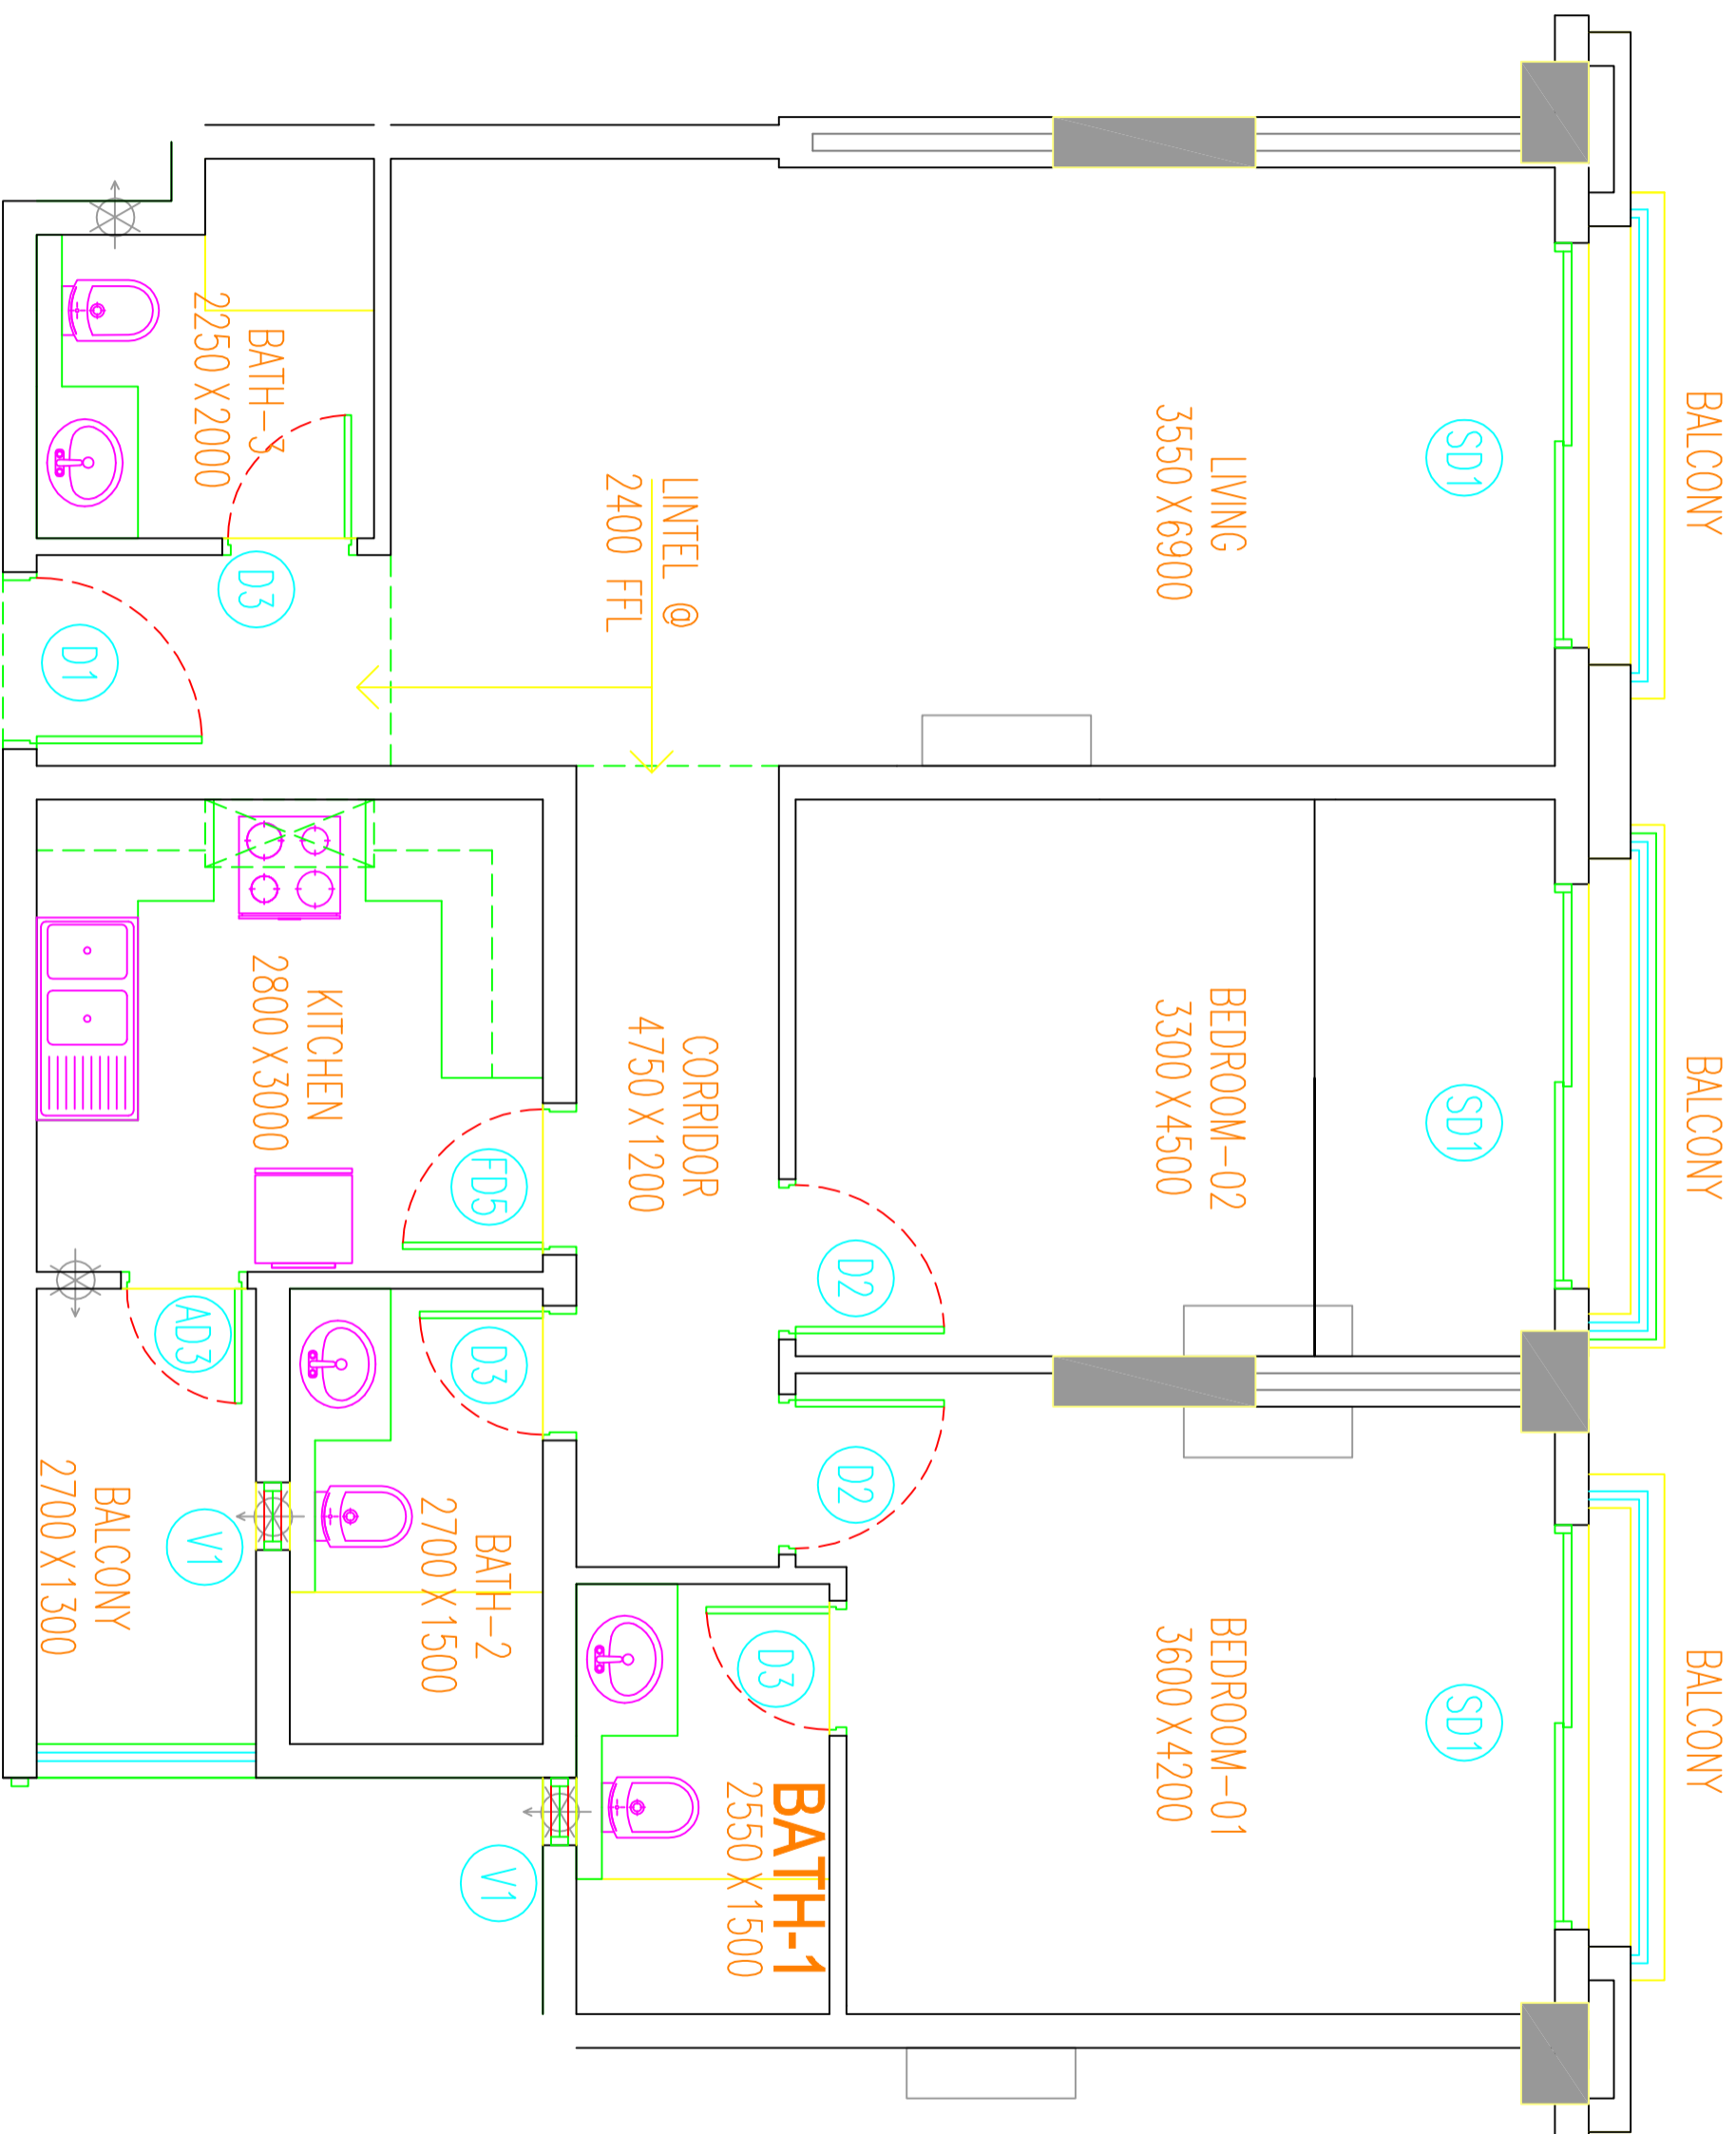 BALCONY
BALCONY
BALCONY
SD1
SD1
SD1
LIVING
3550 X 6900
BEDROOM-02
3300 X 4500
BEDROOM-01
3600 X 4200
D2
D2
D3
BATH-1
2550 X 1500
LINTEL @
2400 FFL
CORRIDOR
4750 X 1200
FD5
D3
V1
BATH-2
2700 X 1500
KITCHEN
2800 X 3000
BATH-3
2250 X 2000
D3
AD3
V1
D1
BALCONY
2700 X 1300